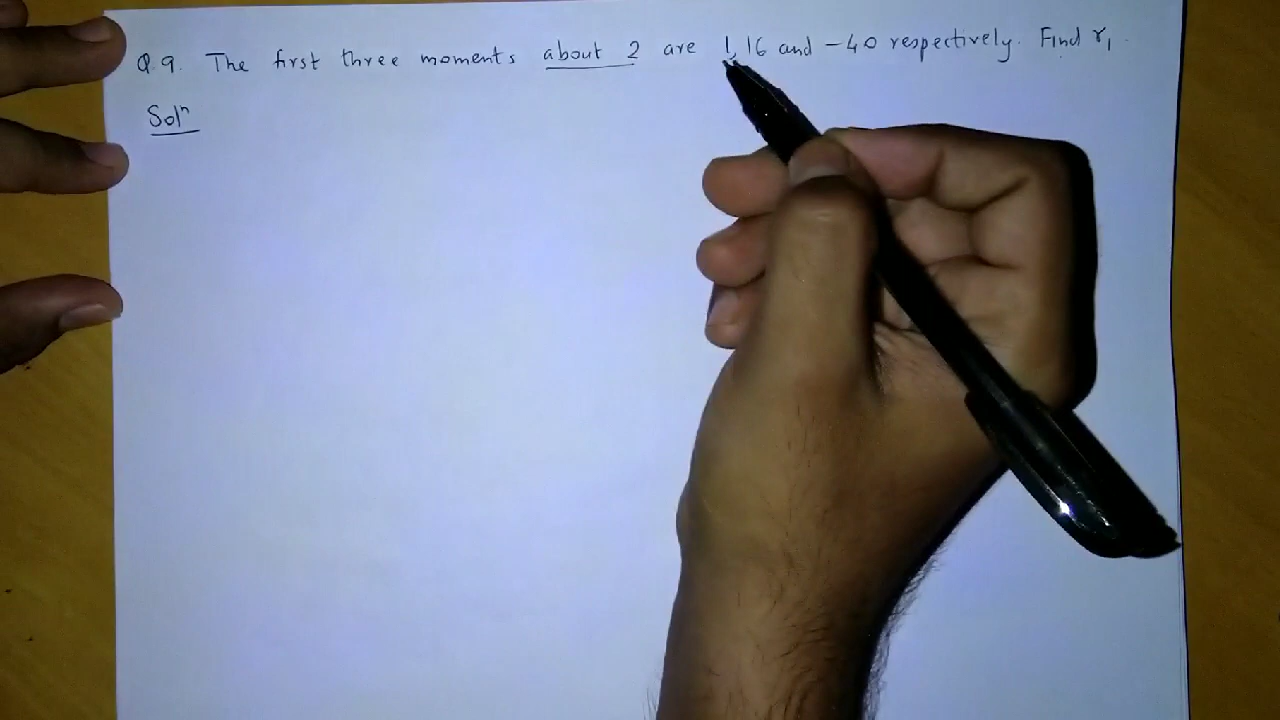 Q.9. The first three moments about 2 are 1, 16 and -40 respectively. Find γ₁.
Solⁿ